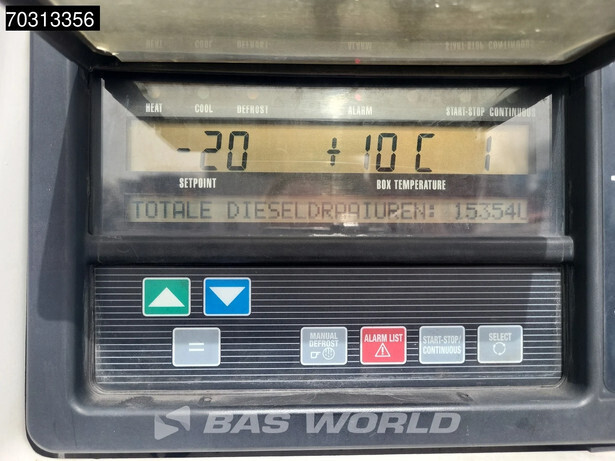 70313356
HEAT COOL DEFROST ALARM START-STOP CONTINUOUS
-20 +10C 1
SETPOINT BOX TEMPERATURE
TOTALE DIESELDRAAIUREN: 15354U
MANUAL DEFROST
ALARM LIST
START-STOP/ CONTINUOUS
SELECT
=
BAS WORLD